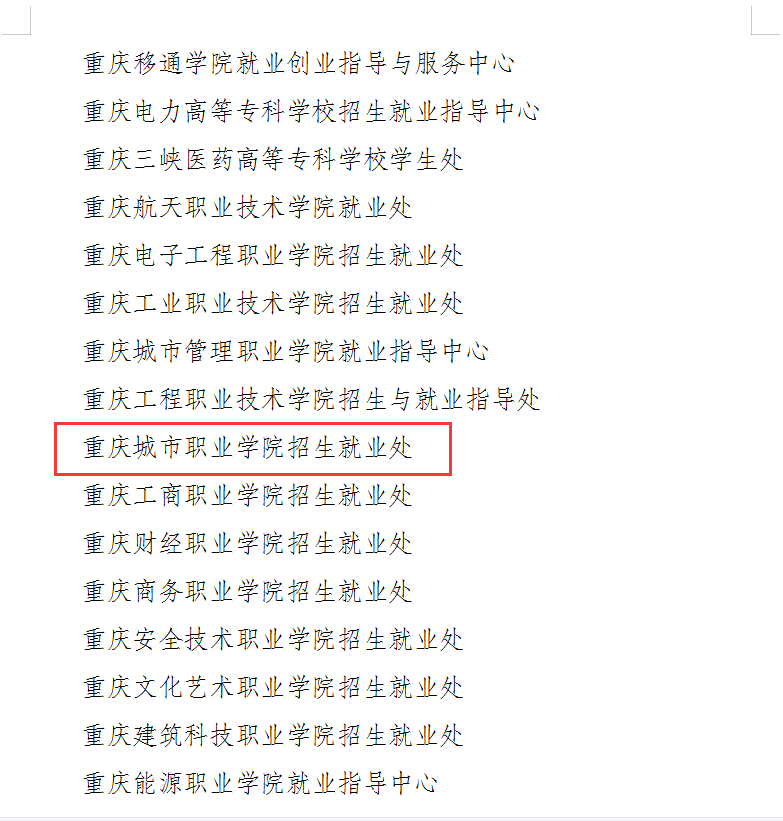 重庆移通学院就业创业指导与服务中心
重庆电力高等专科学校招生就业指导中心
重庆三峡医药高等专科学校学生处
重庆航天职业技术学院就业处
重庆电子工程职业学院招生就业处
重庆工业职业技术学院招生就业处
重庆城市管理职业学院就业指导中心
重庆工程职业技术学院招生与就业指导处
重庆城市职业学院招生就业处
重庆工商职业学院招生就业处
重庆财经职业学院招生就业处
重庆商务职业学院招生就业处
重庆安全技术职业学院招生就业处
重庆文化艺术职业学院招生就业处
重庆建筑科技职业学院招生就业处
重庆能源职业学院就业指导中心